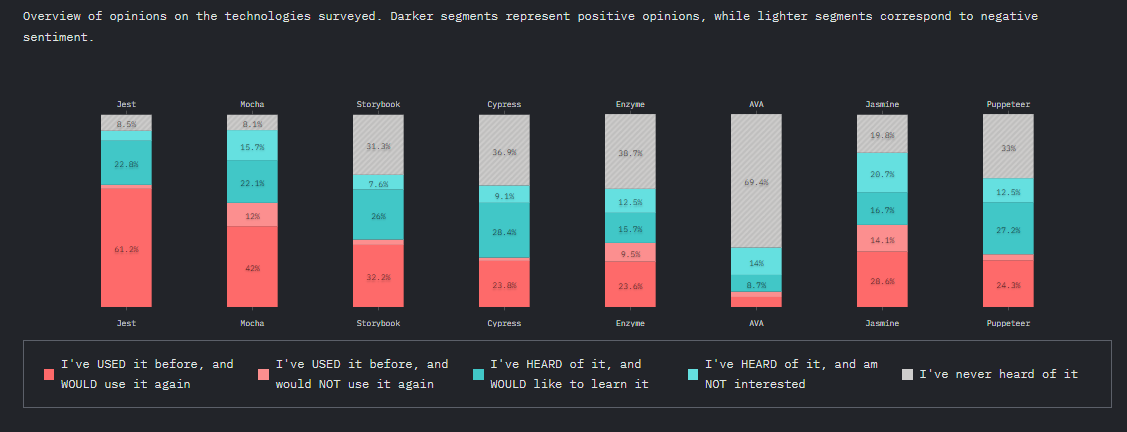 Overview of opinions on the technologies surveyed. Darker segments represent positive opinions, while lighter segments correspond to negative
sentiment.
Jest Mocha Storybook Cypress Enzyme AVA Jasmine Puppeteer
8.5% 22.8% 61.2%
8.1% 15.7% 22.1% 12% 42%
31.3% 7.6% 26% 32.2%
36.9% 9.1% 28.4% 23.8%
38.7% 12.5% 15.7% 9.5% 23.6%
69.4% 14% 8.7%
19.8% 20.7% 16.7% 14.1% 28.6%
33% 12.5% 27.2% 24.3%
Jest Mocha Storybook Cypress Enzyme AVA Jasmine Puppeteer
I've USED it before, and
WOULD use it again
I've USED it before, and
would NOT use it again
I've HEARD of it, and
WOULD like to learn it
I've HEARD of it, and am
NOT interested
I've never heard of it